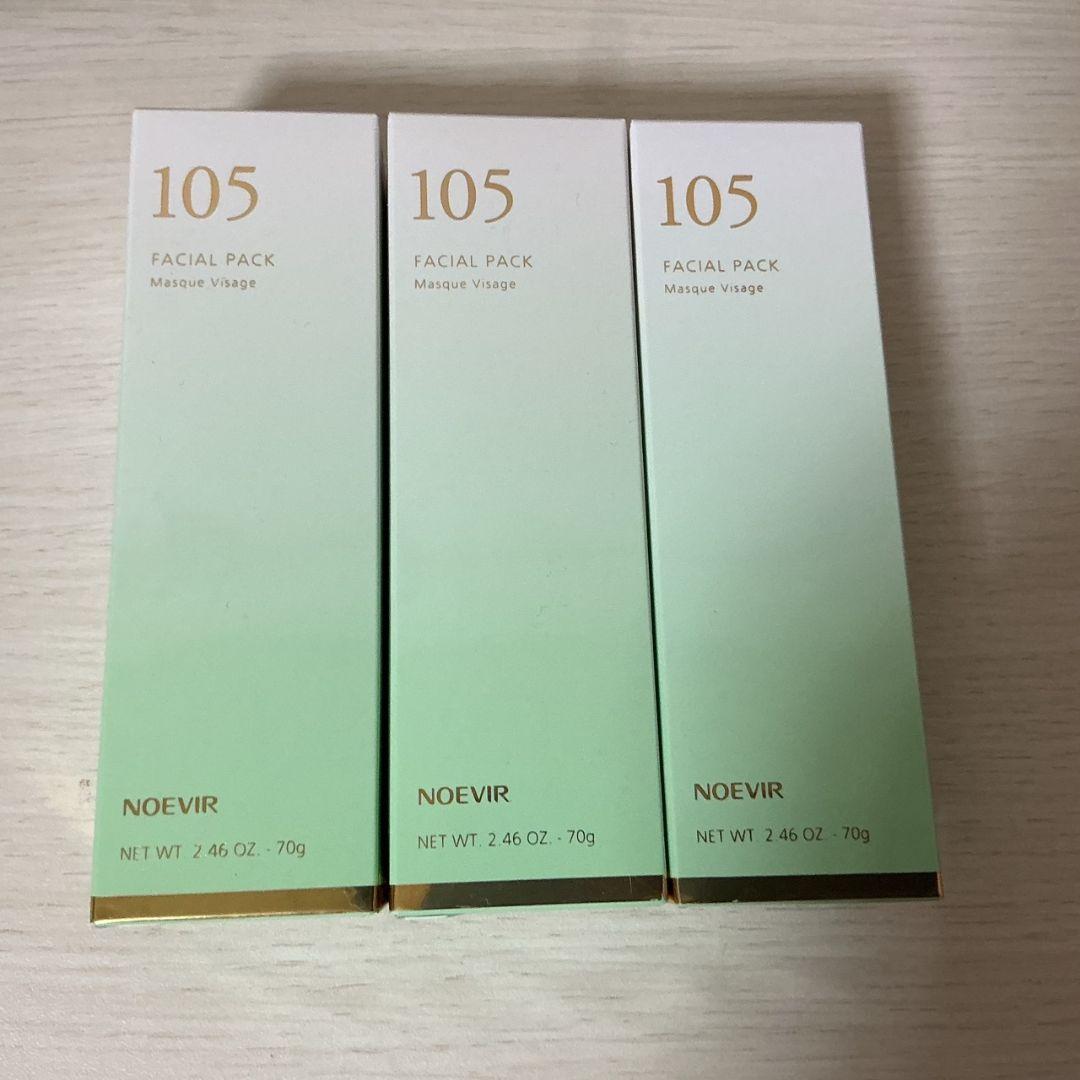 105
FACIAL PACK
Masque Visage
NOEVIR
NET WT. 2.46 OZ. - 70g
105
FACIAL PACK
Masque Visage
NOEVIR
NET WT. 2.46 OZ. - 70g
105
FACIAL PACK
Masque Visage
NOEVIR
NET WT. 2.46 OZ. - 70g